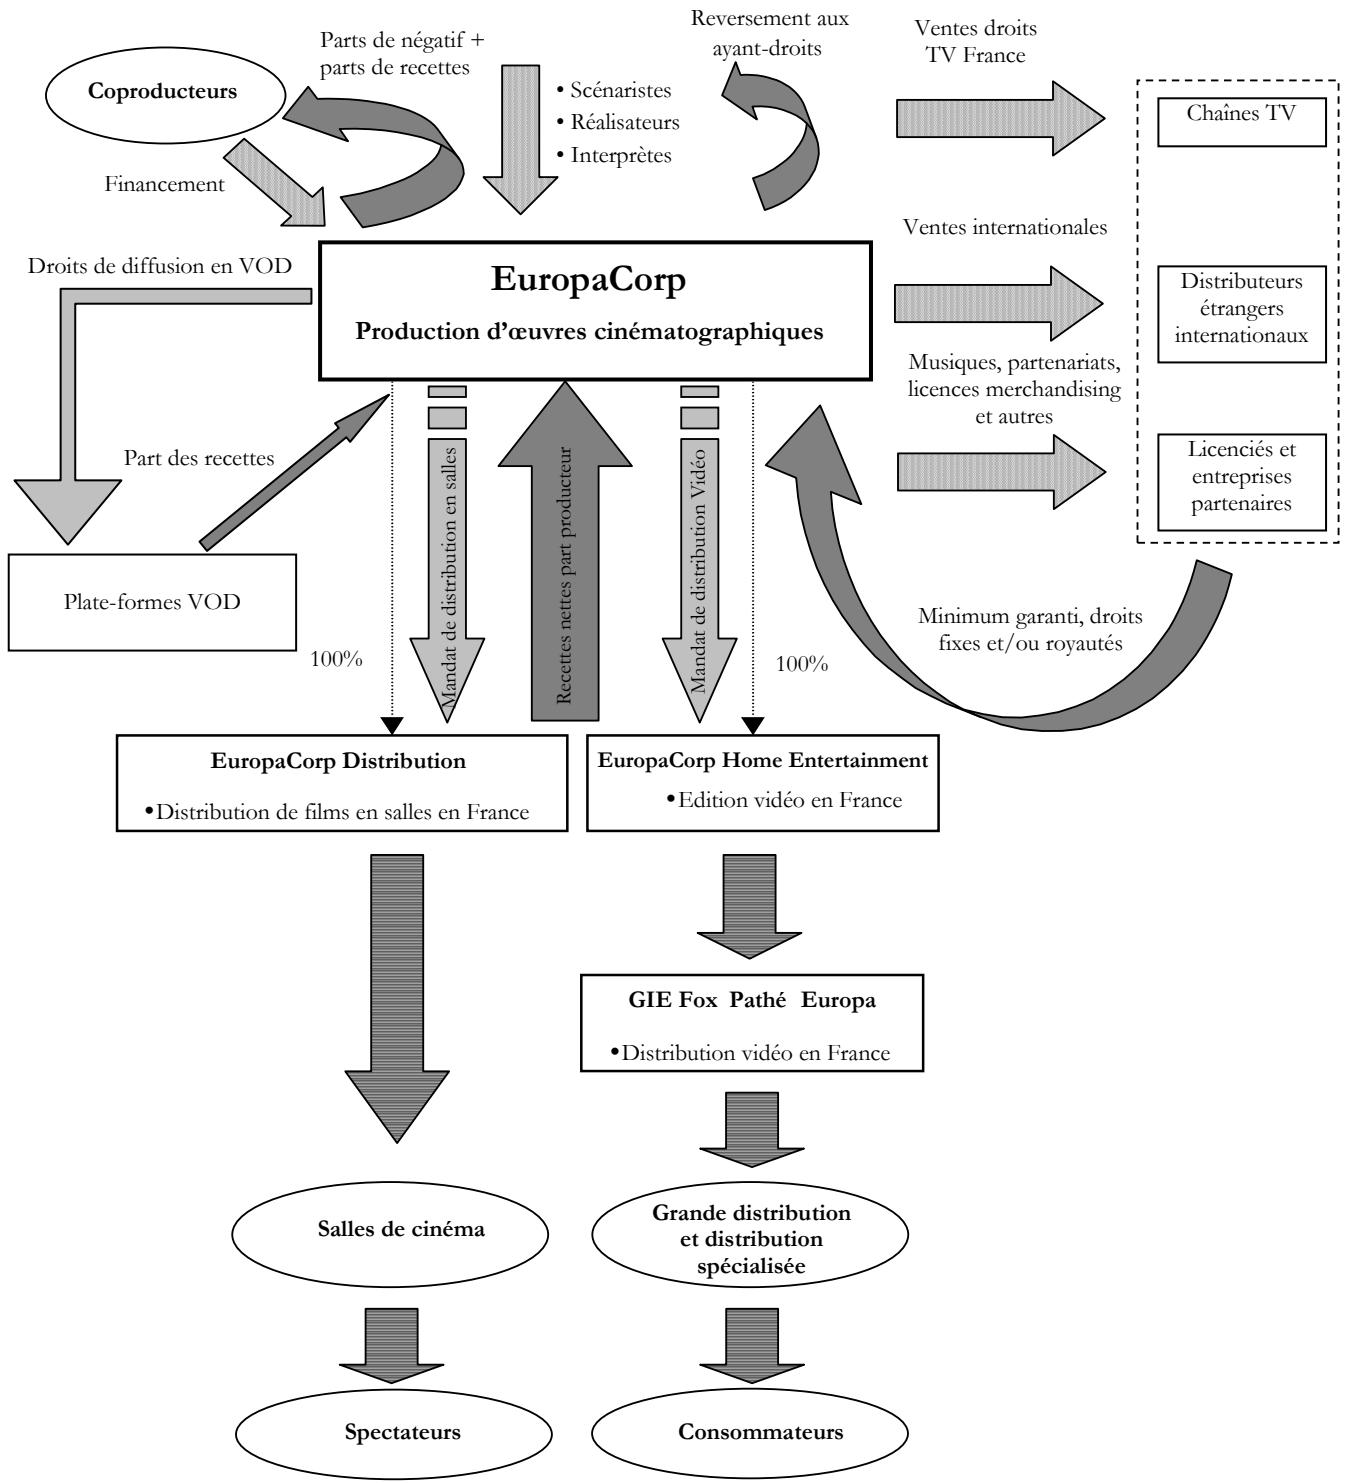 Reversement aux
ayant-droits
Ventes droits
TV France
Parts de négatif +
parts de recettes
Coproducteurs
• Scénaristes
• Réalisateurs
• Interprètes
Chaînes TV
Financement
Ventes internationales
Droits de diffusion en VOD
EuropaCorp
Production d'œuvres cinématographiques
Distributeurs
étrangers
internationaux
Musiques, partenariats,
licences merchandising
et autres
Part des recettes
Mandat de distribution en salles
Recettes nettes part producteur
Mandat de distribution Vidéo
Licenciés et
entreprises
partenaires
Plate-formes VOD
Minimum garanti, droits
fixes et/ou royautés
100%
100%
EuropaCorp Distribution
•Distribution de films en salles en France
EuropaCorp Home Entertainment
•Edition vidéo en France
GIE Fox Pathé Europa
•Distribution vidéo en France
Salles de cinéma
Grande distribution
et distribution
spécialisée
Spectateurs
Consommateurs